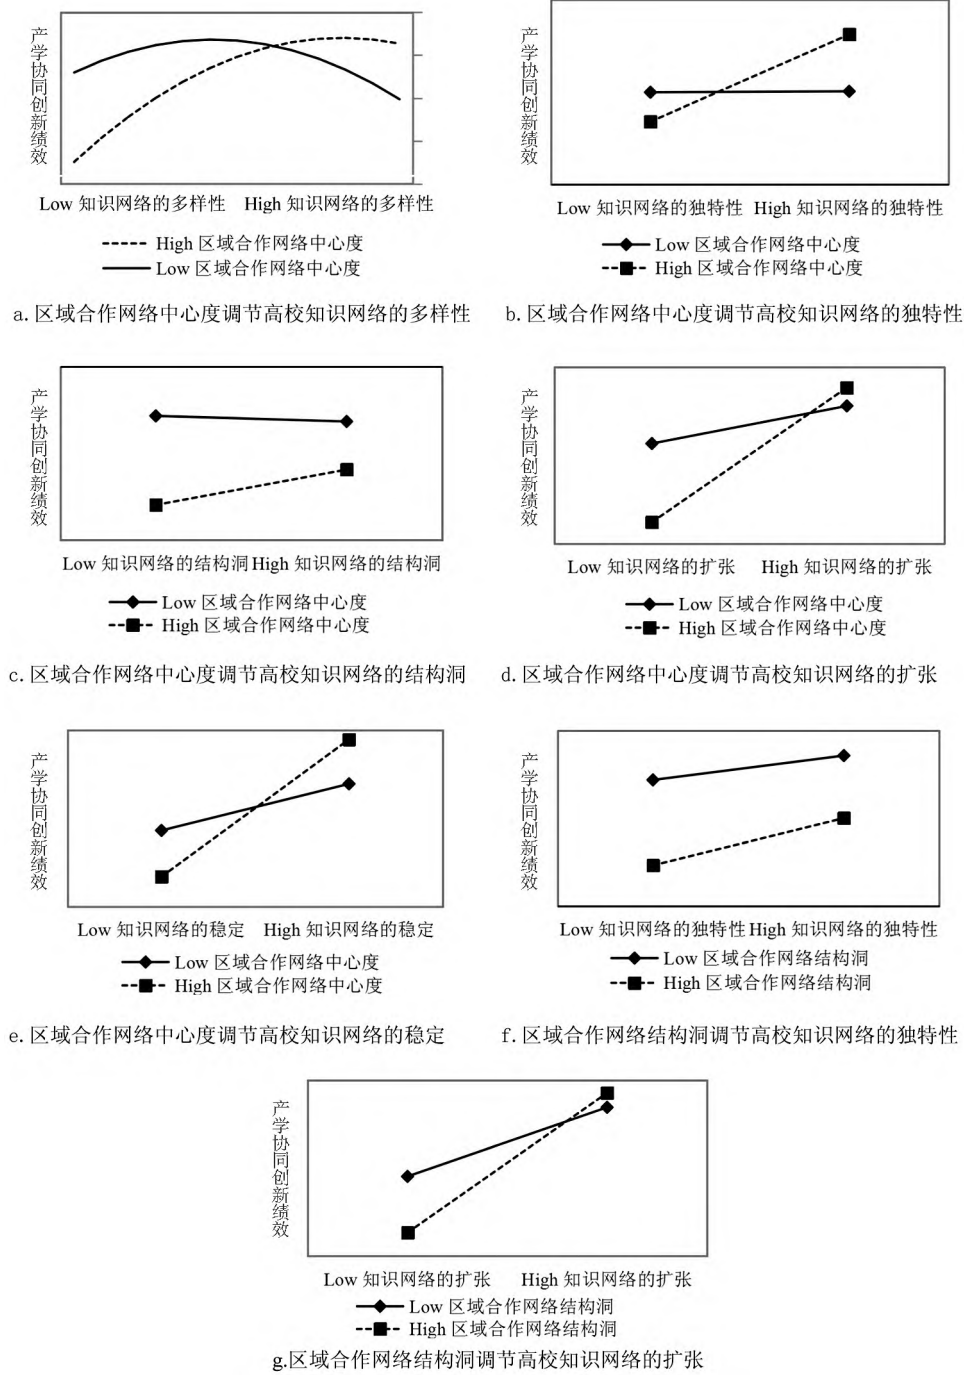 产学协同创新绩效
Low 知识网络的多样性 High 知识网络的多样性
High 区域合作网络中心度
Low 区域合作网络中心度
a.区域合作网络中心度调节高校知识网络的多样性
产学协同创新绩效
Low 知识网络的独特性 High 知识网络的独特性
Low 区域合作网络中心度
High 区域合作网络中心度
b.区域合作网络中心度调节高校知识网络的独特性
产学协同创新绩效
Low 知识网络的结构洞 High 知识网络的结构洞
Low 区域合作网络中心度
High 区域合作网络中心度
c.区域合作网络中心度调节高校知识网络的结构洞
产学协同创新绩效
Low 知识网络的扩张 High 知识网络的扩张
Low 区域合作网络中心度
High 区域合作网络中心度
d.区域合作网络中心度调节高校知识网络的扩张
产学协同创新绩效
Low 知识网络的稳定 High 知识网络的稳定
Low 区域合作网络中心度
High 区域合作网络中心度
e.区域合作网络中心度调节高校知识网络的稳定
产学协同创新绩效
Low 知识网络的独特性 High 知识网络的独特性
Low 区域合作网络结构洞
High 区域合作网络结构洞
f.区域合作网络结构洞调节高校知识网络的独特性
产学协同创新绩效
Low 知识网络的扩张 High 知识网络的扩张
Low 区域合作网络结构洞
High 区域合作网络结构洞
g.区域合作网络结构洞调节高校知识网络的扩张